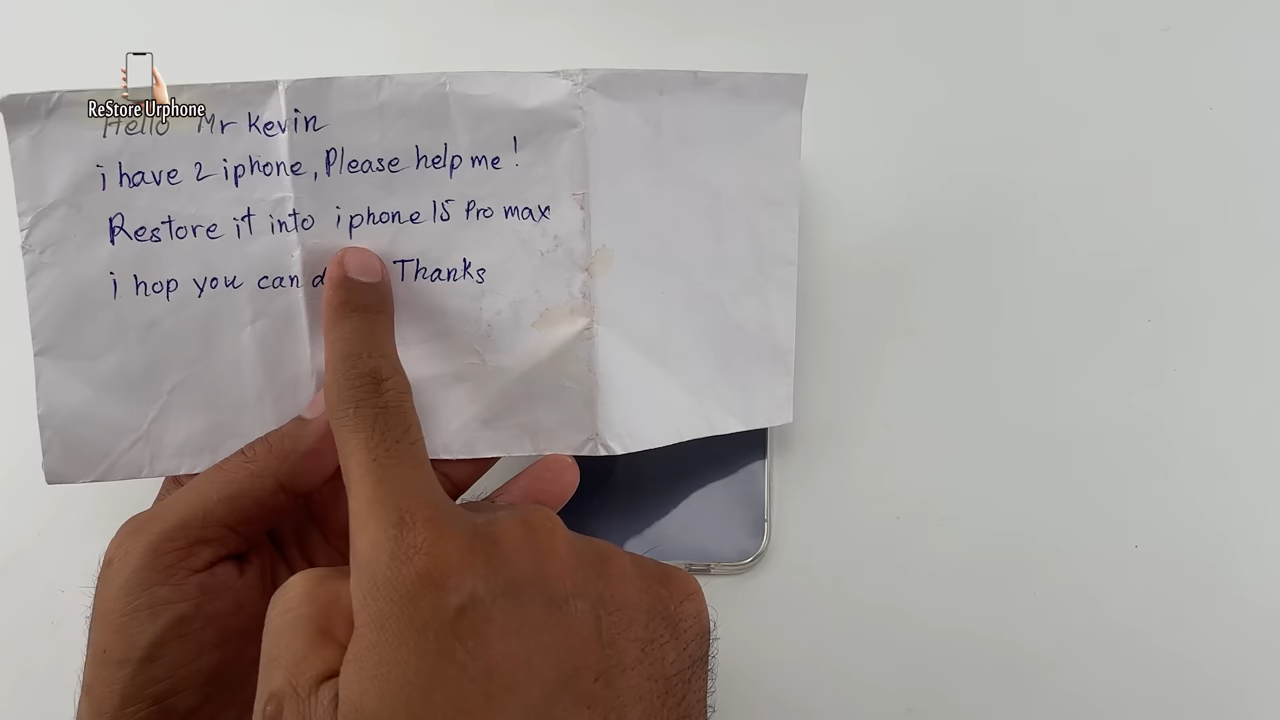 ReStore Urphone
Hello Mr Kevin
i have 2 iphone, Please help me!
Restore it into iphone 15 Pro max
i hop you can Thanks